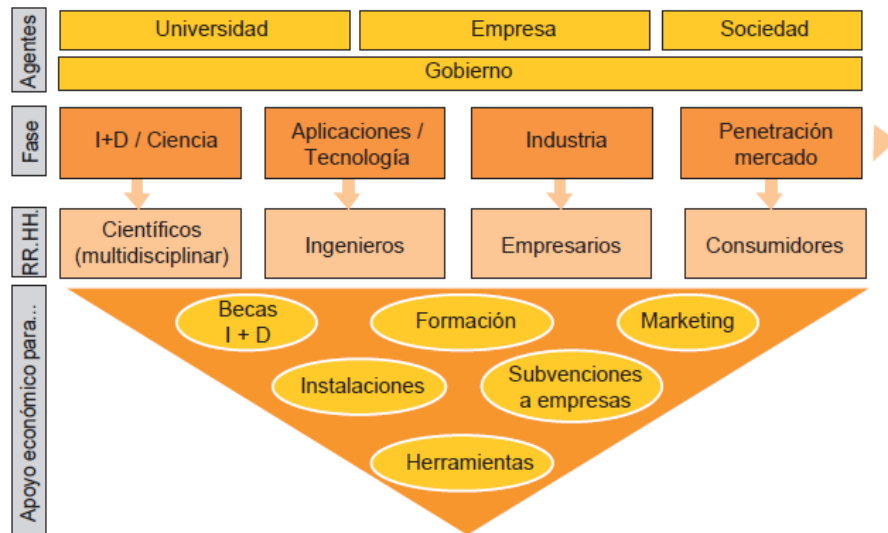 Agentes
Universidad
Empresa
Sociedad
Gobierno
Fase
I+D / Ciencia
Aplicaciones /
Tecnología
Industria
Penetración
mercado
RR.HH.
Científicos
(multidisciplinar)
Ingenieros
Empresarios
Consumidores
Apoyo económico para...
Becas
I + D
Formación
Marketing
Instalaciones
Subvenciones
a empresas
Herramientas